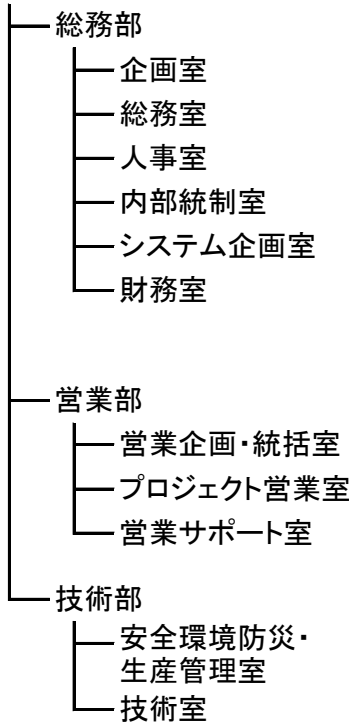 総務部
企画室
総務室
人事室
内部統制室
システム企画室
財務室
営業部
営業企画・統括室
プロジェクト営業室
営業サポート室
技術部
安全環境防災・
生産管理室
技術室